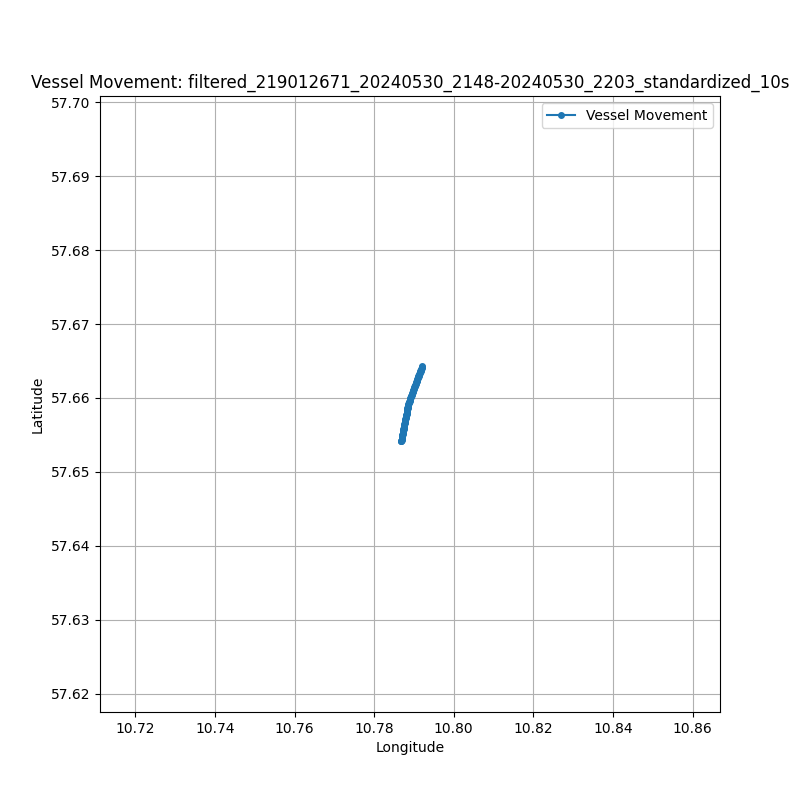 Vessel Movement: filtered_219012671_20240530_2148-20240530_2203_standardized_10s
Vessel Movement
57.70
57.69
57.68
57.67
57.66
57.65
57.64
57.63
57.62
Latitude
10.72 10.74 10.76 10.78 10.80 10.82 10.84 10.86
Longitude